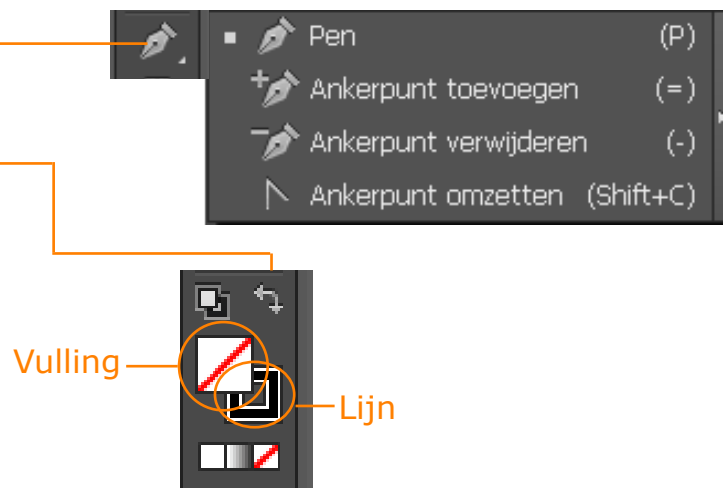 Pen (P)
Ankerpunt toevoegen (=)
Ankerpunt verwijderen (-)
Ankerpunt omzetten (Shift+C)
Vulling
Lijn